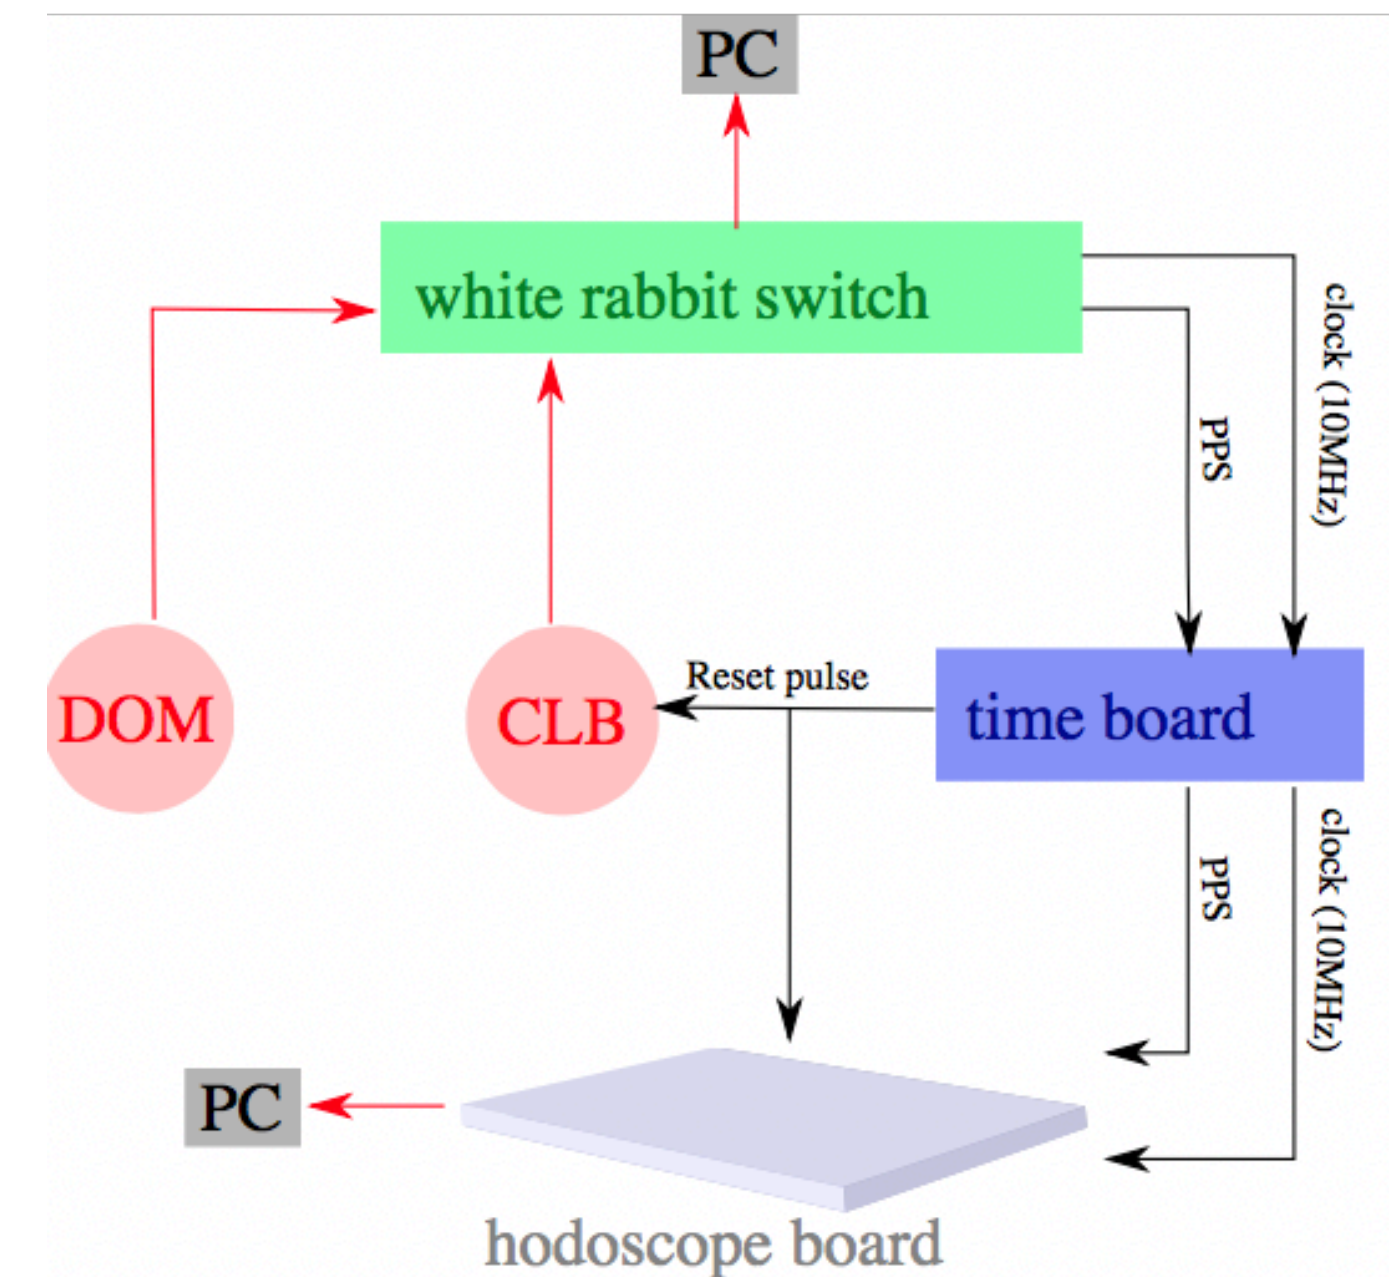 PC
white rabbit switch
clock (10MHz)
PPS
Reset pulse
DOM
CLB
time board
clock (10MHz)
PPS
PC
hodoscope board